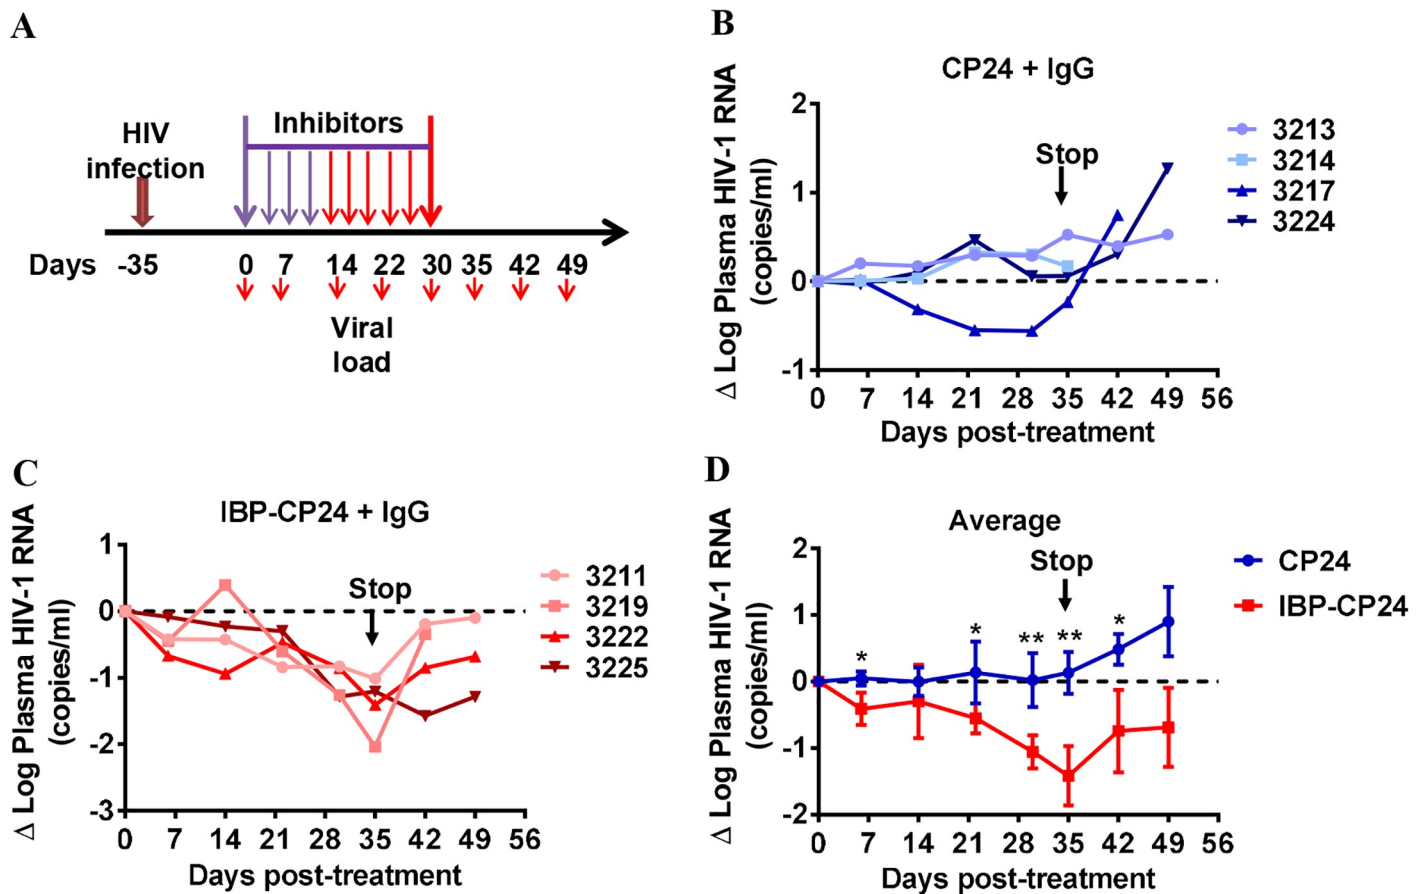 A
HIV
infection
Inhibitors
Days -35 0 7 14 22 30 35 42 49
Viral
load
B
CP24 + IgG
Δ Log Plasma HIV-1 RNA
(copies/ml)
2
1
0
-1
Stop
3213
3214
3217
3224
0 7 14 21 28 35 42 49 56
Days post-treatment
C
IBP-CP24 + IgG
Δ Log Plasma HIV-1 RNA
(copies/ml)
1
0
-1
-2
-3
Stop
3211
3219
3222
3225
0 7 14 21 28 35 42 49 56
Days post-treatment
D
Average
Δ Log Plasma HIV-1 RNA
(copies/ml)
2
1
0
-1
-2
Stop
* * ** ** *
CP24
IBP-CP24
0 7 14 21 28 35 42 49 56
Days post-treatment